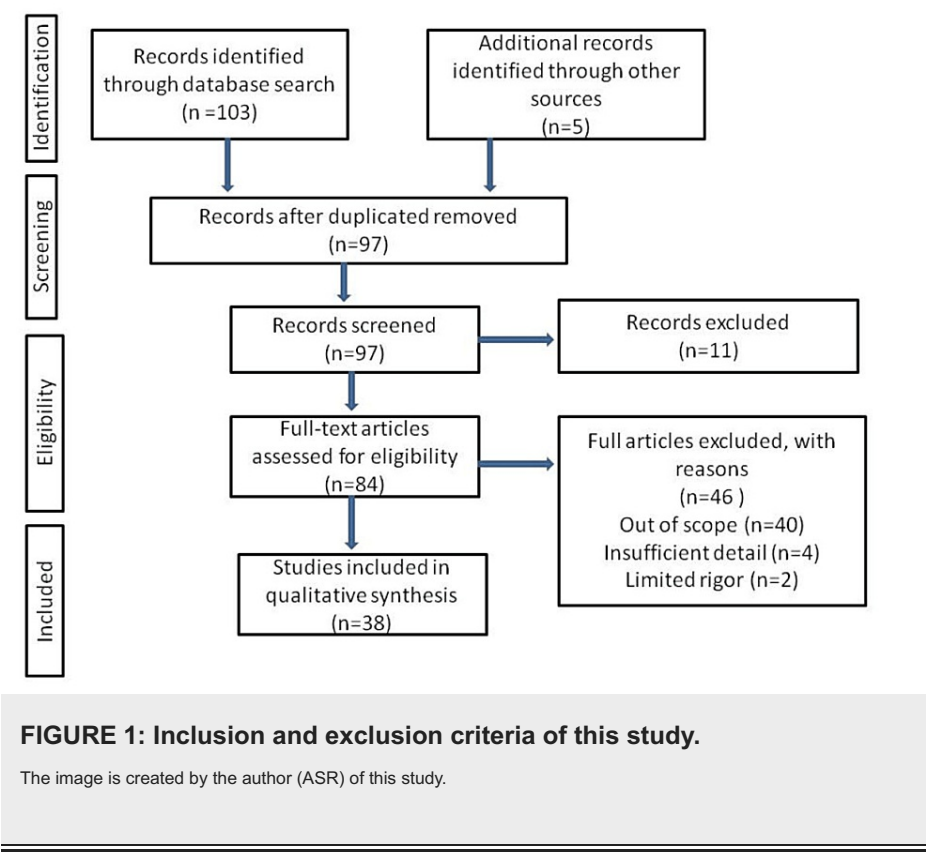 Identification
Records identified
through database search
(n =103)
Additional records
identified through other
sources
(n=5)
Screening
Records after duplicated removed
(n=97)
Records screened
(n=97)
Records excluded
(n=11)
Eligibility
Full-text articles
assessed for eligibility
(n=84)
Full articles excluded, with
reasons
(n=46 )
Out of scope (n=40)
Insufficient detail (n=4)
Limited rigor (n=2)
Included
Studies included in
qualitative synthesis
(n=38)
FIGURE 1: Inclusion and exclusion criteria of this study.
The image is created by the author (ASR) of this study.